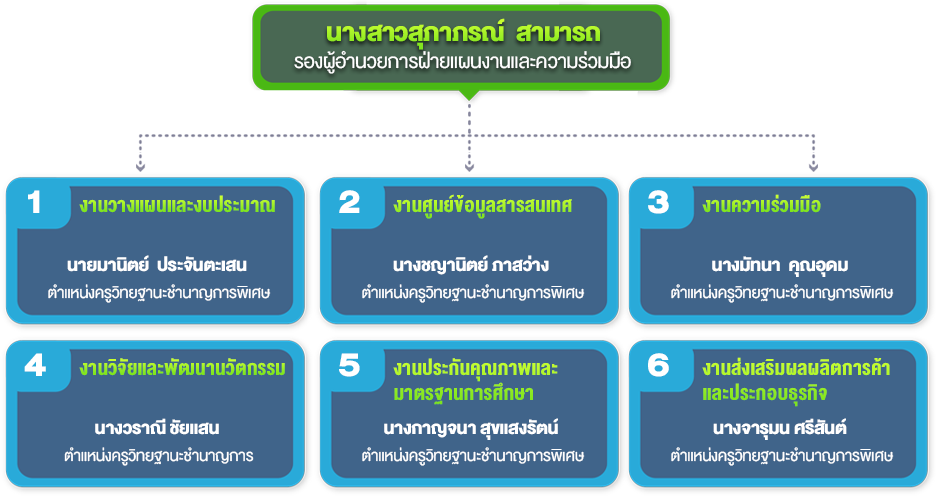 นางสาวสุภาภรณ์ สามารถ
รองผู้อำนวยการฝ่ายแผนงานและความร่วมมือ
1 งานวางแผนและงบประมาณ
นายมานิตย์ ประจันตะเสน
ตำแหน่งครูวิทยฐานะชำนาญการพิเศษ
2 งานศูนย์ข้อมูลสารสนเทศ
นางชญานิตย์ ภาสว่าง
ตำแหน่งครูวิทยฐานะชำนาญการพิเศษ
3 งานความร่วมมือ
นางมัทนา คุณอุดม
ตำแหน่งครูวิทยฐานะชำนาญการพิเศษ
4 งานวิจัยและพัฒนานวัตกรรม
นางวราณี ชัยแสน
ตำแหน่งครูวิทยฐานะชำนาญการ
5 งานประกันคุณภาพและ
มาตรฐานการศึกษา
นางกาญจนา สุขแสงรัตน์
ตำแหน่งครูวิทยฐานะชำนาญการพิเศษ
6 งานส่งเสริมผลผลิตการค้า
และประกอบธุรกิจ
นางจารุมน ศรีสันต์
ตำแหน่งครูวิทยฐานะชำนาญการพิเศษ